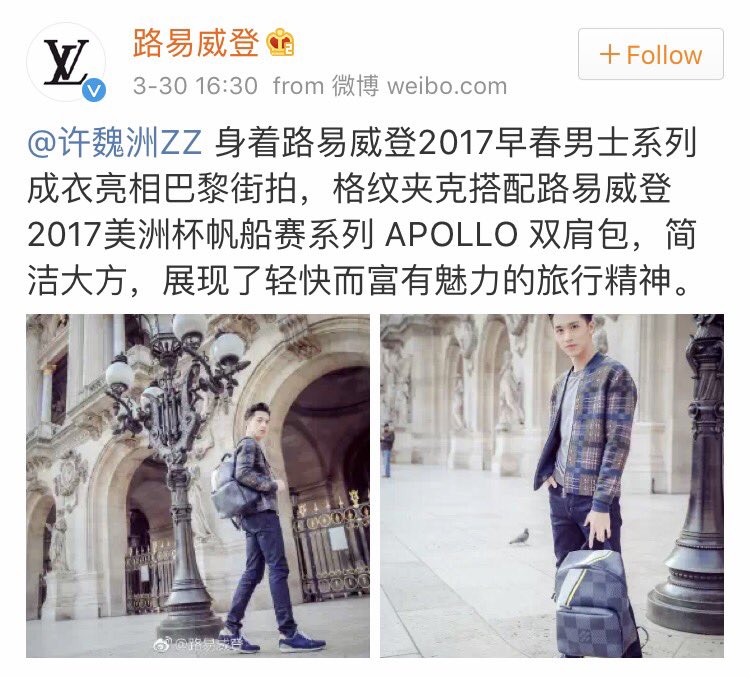 路易威登
+ Follow
3-30 16:30 from 微博 weibo.com
@许魏洲ZZ 身着路易威登2017早春男士系列
成衣亮相巴黎街拍，格纹夹克搭配路易威登
2017美洲杯帆船赛系列 APOLLO 双肩包，简
洁大方，展现了轻快而富有魅力的旅行精神。
@路易威登